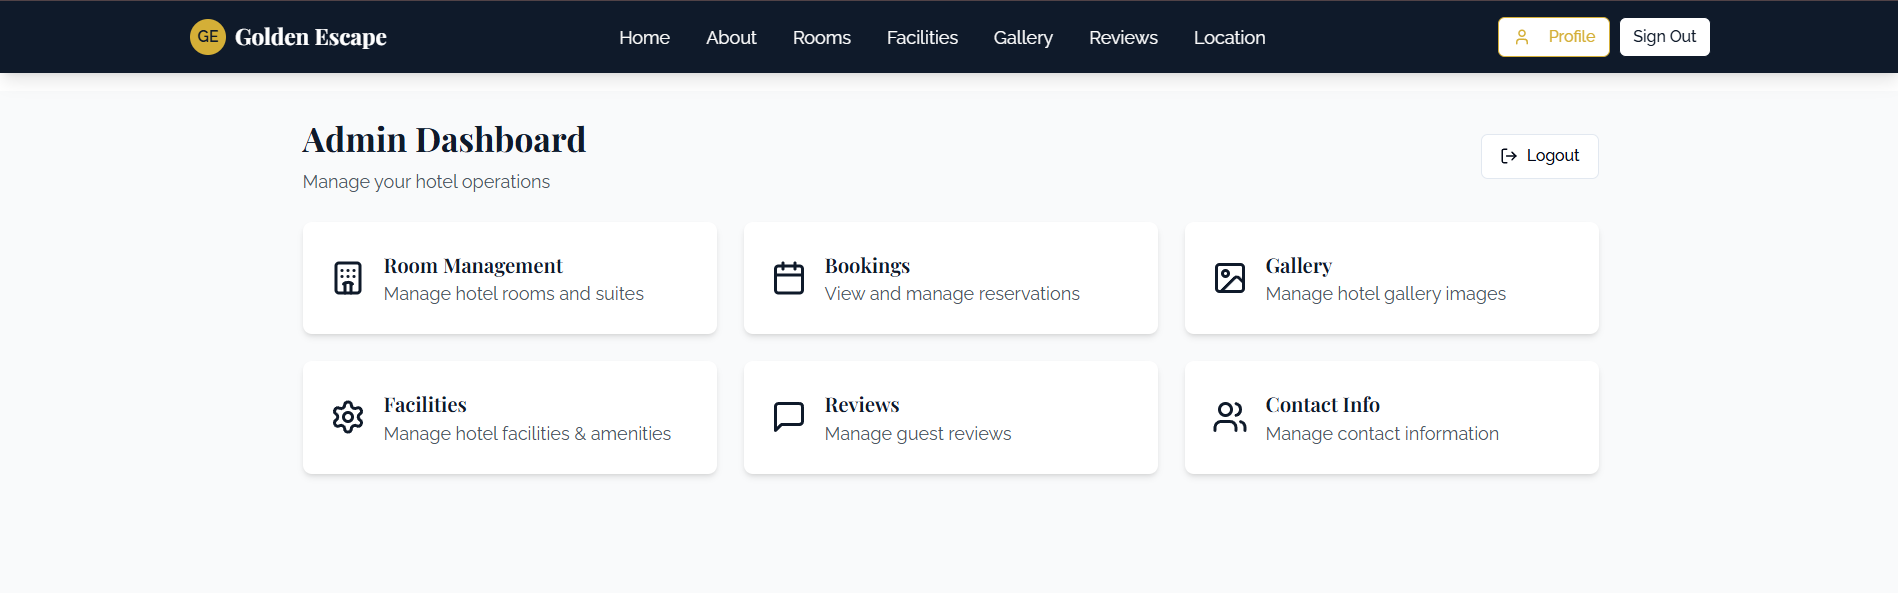 GE Golden Escape Home About Rooms Facilities Gallery Reviews Location Profile Sign Out
Admin Dashboard
Manage your hotel operations
Logout
Room Management
Manage hotel rooms and suites
Bookings
View and manage reservations
Gallery
Manage hotel gallery images
Facilities
Manage hotel facilities & amenities
Reviews
Manage guest reviews
Contact Info
Manage contact information